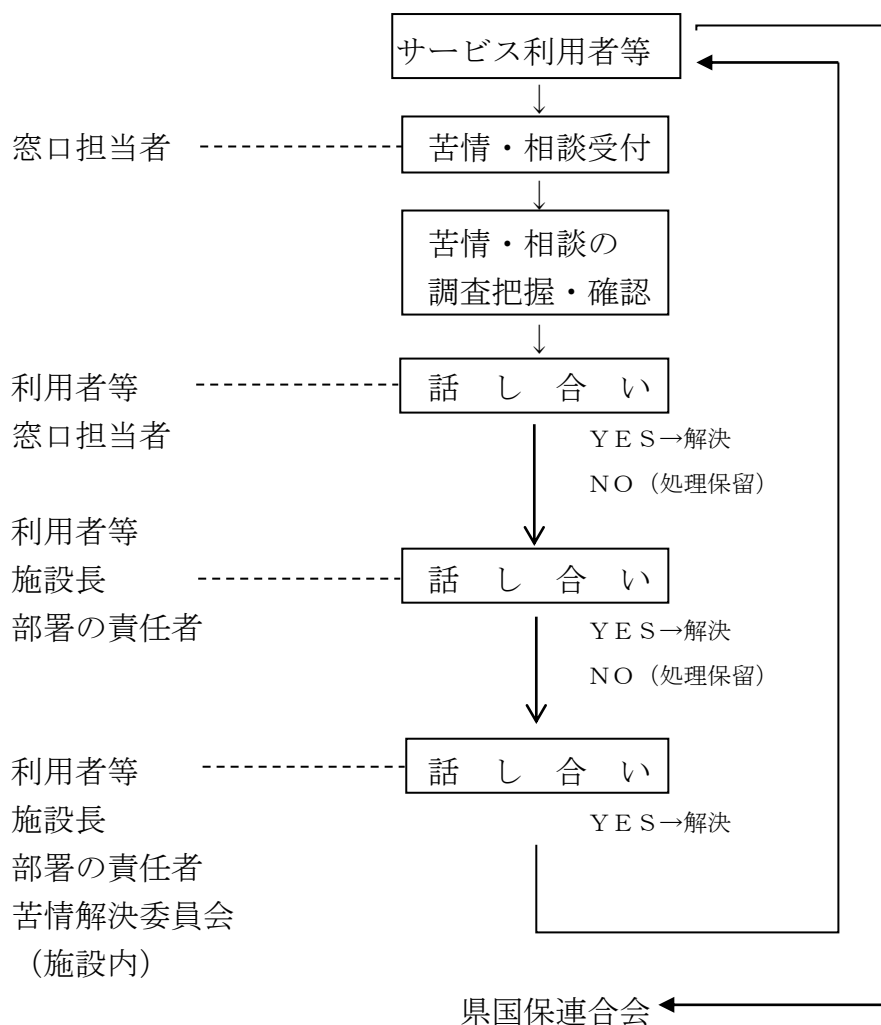 サービス利用者等
↓
窓口担当者
苦情・相談受付
↓
苦情・相談の
調査把握・確認
↓
利用者等
窓口担当者
話し合い
ＹＥＳ→解決
ＮＯ（処理保留）
利用者等
施設長
部署の責任者
話し合い
ＹＥＳ→解決
ＮＯ（処理保留）
利用者等
施設長
部署の責任者
苦情解決委員会
（施設内）
話し合い
ＹＥＳ→解決
県国保連合会